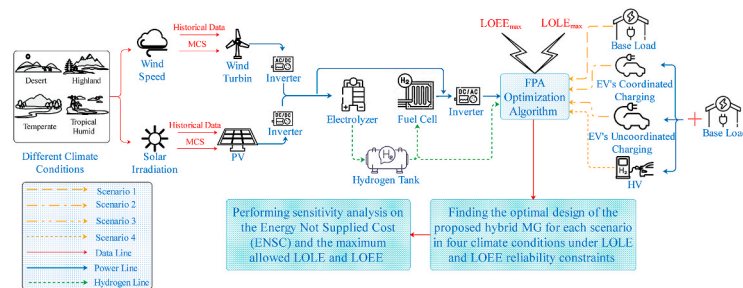 LOEEmax
LOLEmax
Historical Data
MCS
Wind
Speed
Wind
Turbin
AC/DC
Inverter
Base Load
Desert
Highland
Temperate
Tropical
Humid
Different Climate
Conditions
Historical Data
MCS
Solar
Irradiation
PV
DC/DC
Inverter
Electrolyzer
H2
Fuel Cell
DC/AC
Inverter
FPA
Optimization
Algorithm
EV's Coordinated
Charging
EV's Uncoordinated
Charging
+
Base Load
H2
HV
H2
Hydrogen Tank
Scenario 1
Scenario 2
Scenario 3
Scenario 4
Data Line
Power Line
Hydrogen Line
Performing sensitivity analysis on
the Energy Not Supplied Cost
(ENSC) and the maximum
allowed LOLE and LOEE
Finding the optimal design of the
proposed hybrid MG for each scenario
in four climate conditions under LOLE
and LOEE reliability constraints